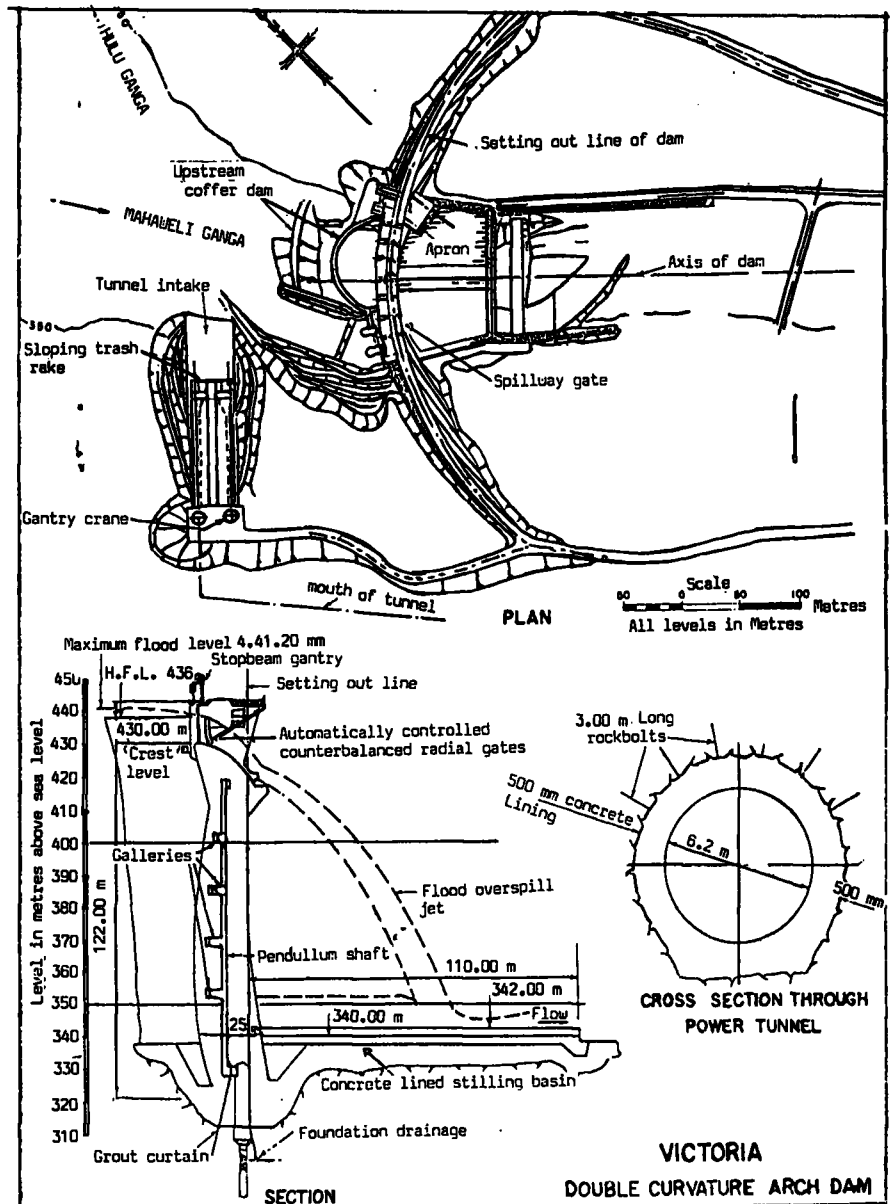 HULU GANGA
Setting out line of dam
Upstream
coffer dam
MAHAWELI GANGA
Apron
Axis of dam
Tunnel intake
Sloping trash
rake
Spillway gate
Gantry crane
mouth of tunnel
PLAN
Scale
100
Metres
All levels in Metres
Maximum flood level 4.41.20 mm
Stopbeam gantry
H.F.L. 436
Setting out line
430.00 m
'Crest'
level
Automatically controlled
counterbalanced radial gates
Level in metres above sea level
450
440
430
420
410
400
390
380
370
360
350
340
330
320
310
122.00 m
Galleries
Flood overspill
jet
Pendullum shaft
110.00 m
342.00 m
Flow
340.00 m
25
Concrete lined stilling basin
Grout curtain
Foundation drainage
SECTION
3.00 m Long
rockbolts
500 mm concrete
Lining
6.2 m
500 mm
CROSS SECTION THROUGH
POWER TUNNEL
VICTORIA
DOUBLE CURVATURE ARCH DAM